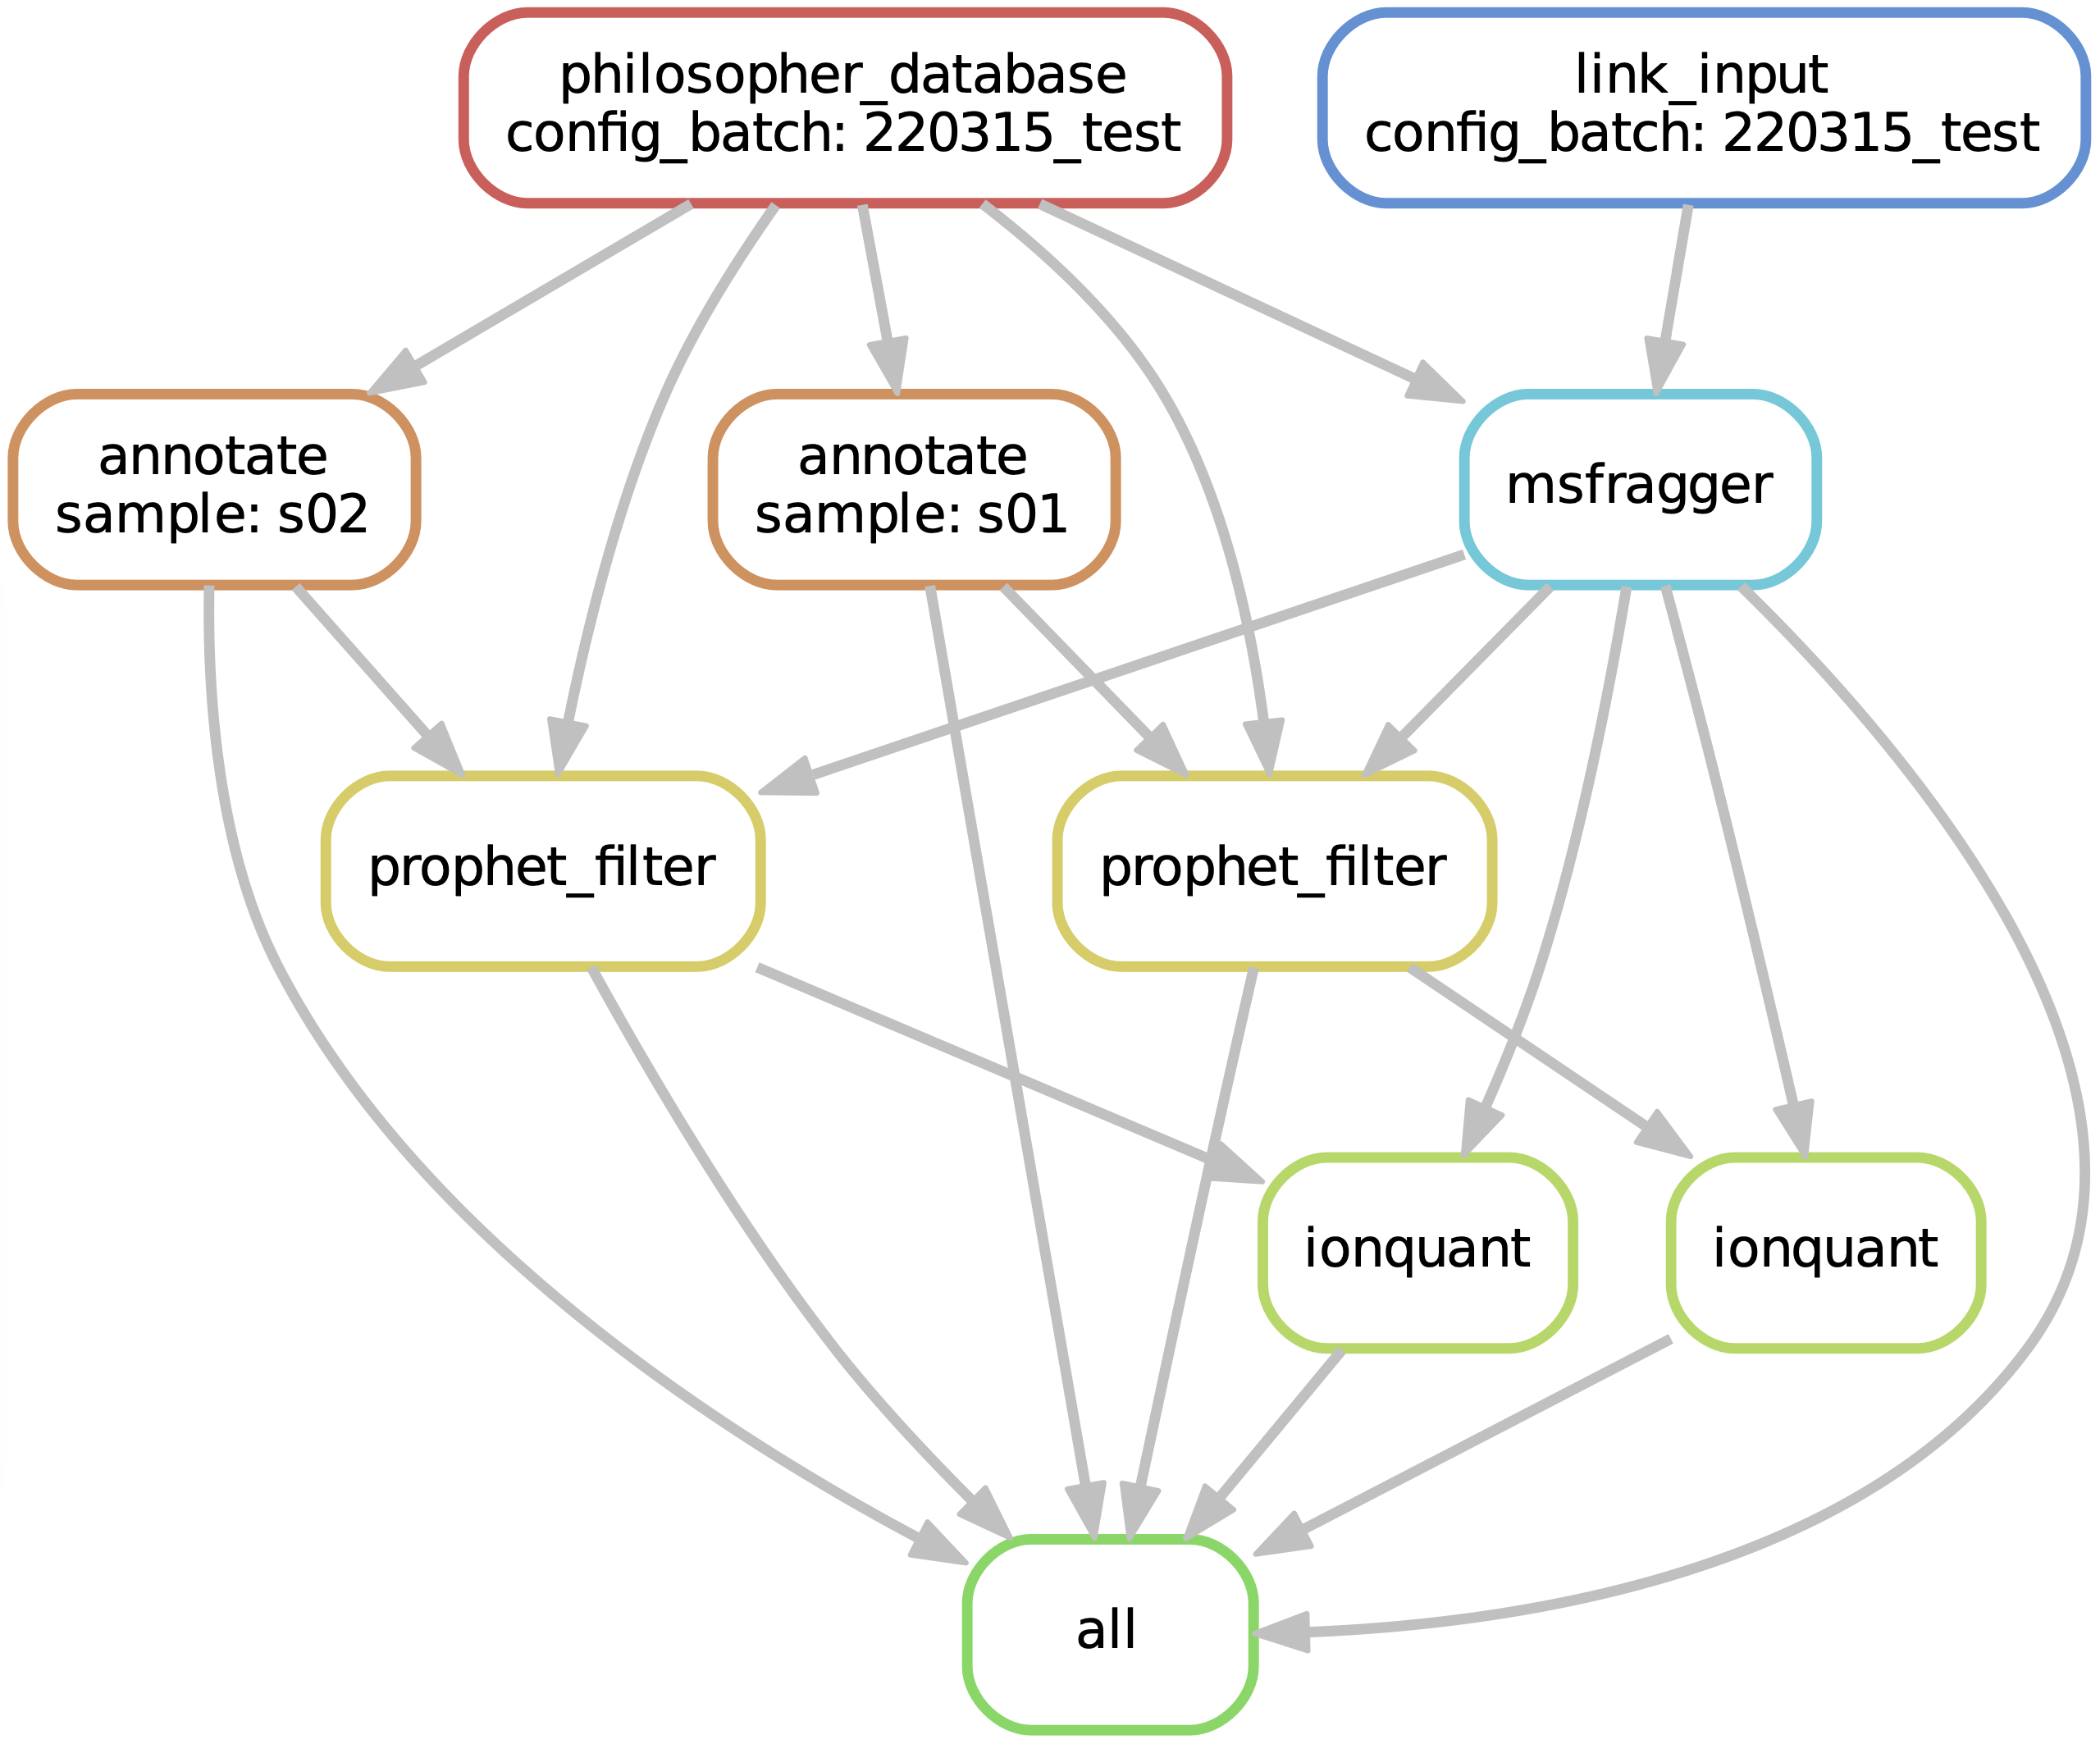 philosopher_database
config_batch: 220315_test
link_input
config_batch: 220315_test
annotate
sample: s02
annotate
sample: s01
msfragger
prophet_filter
prophet_filter
ionquant
ionquant
all